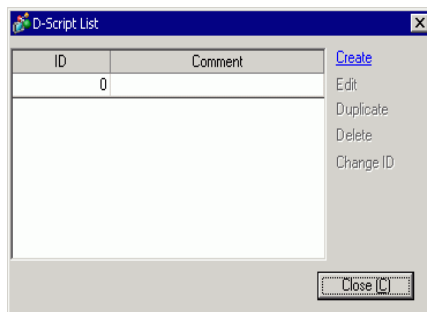 D-Script List
ID Comment
0
Create
Edit
Duplicate
Delete
Change ID
Close (C)